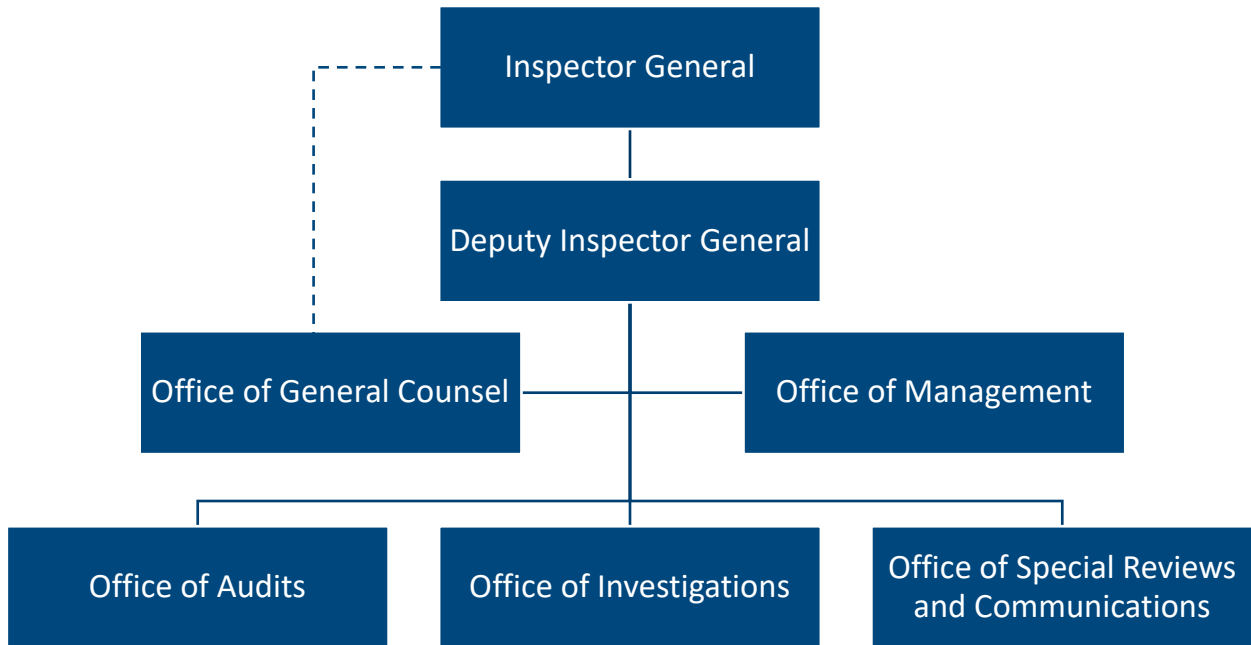 Inspector General
Deputy Inspector General
Office of General Counsel
Office of Management
Office of Audits
Office of Investigations
Office of Special Reviews
and Communications